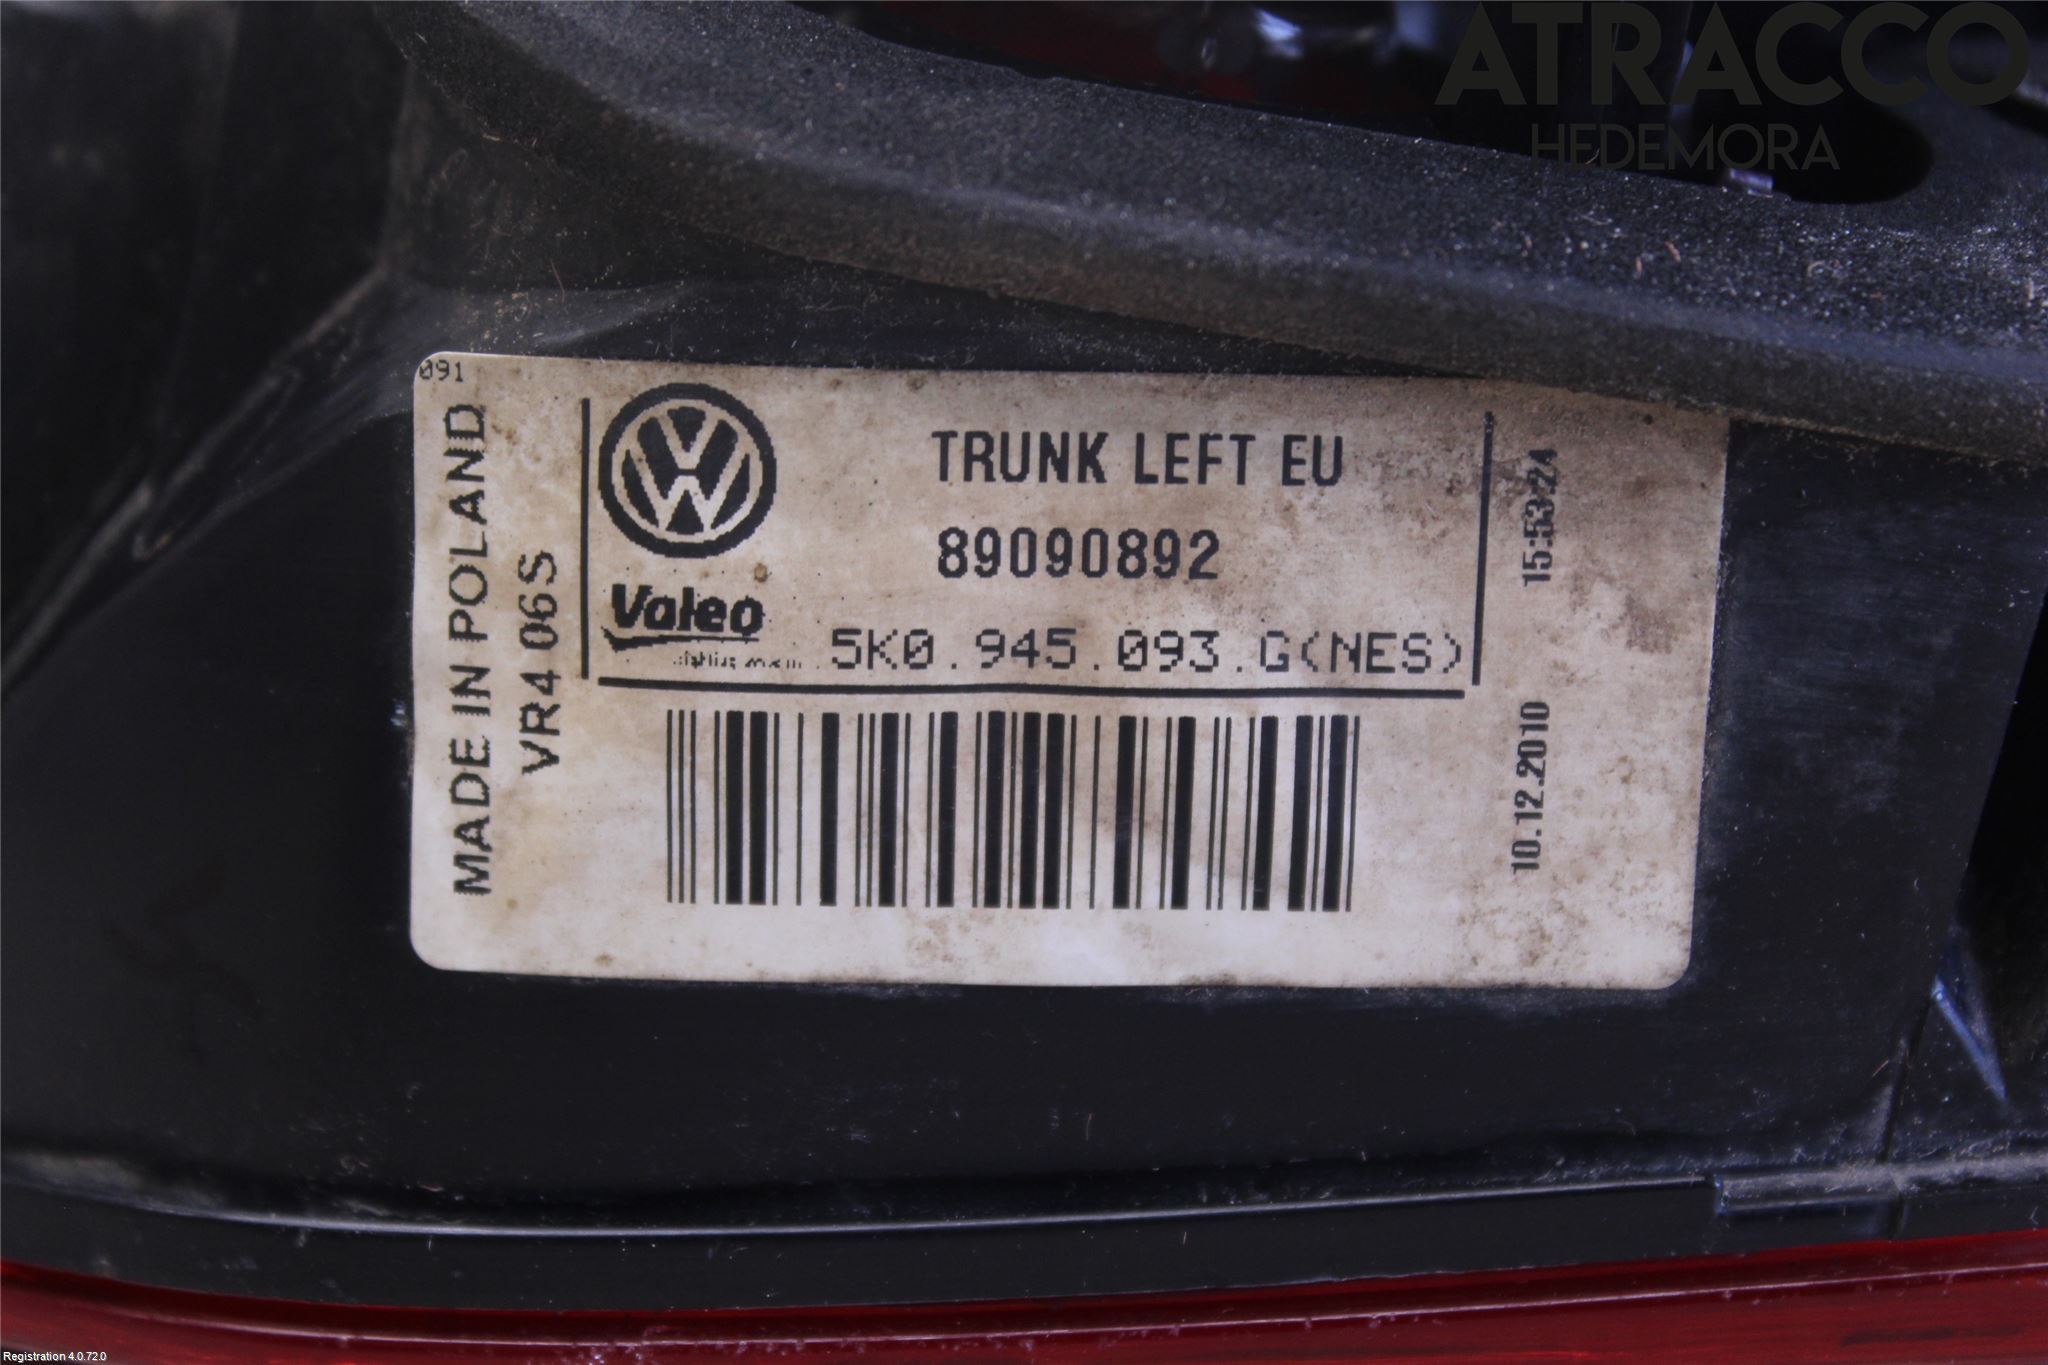 ATRACCO
HEDEMORA
091
MADE IN POLAND
VR4 06S
TRUNK LEFT EU
89090892
Valeo
5K0.945.093.G(NES)
15:53:24
10.12.2010
Registration 4.0.72.0